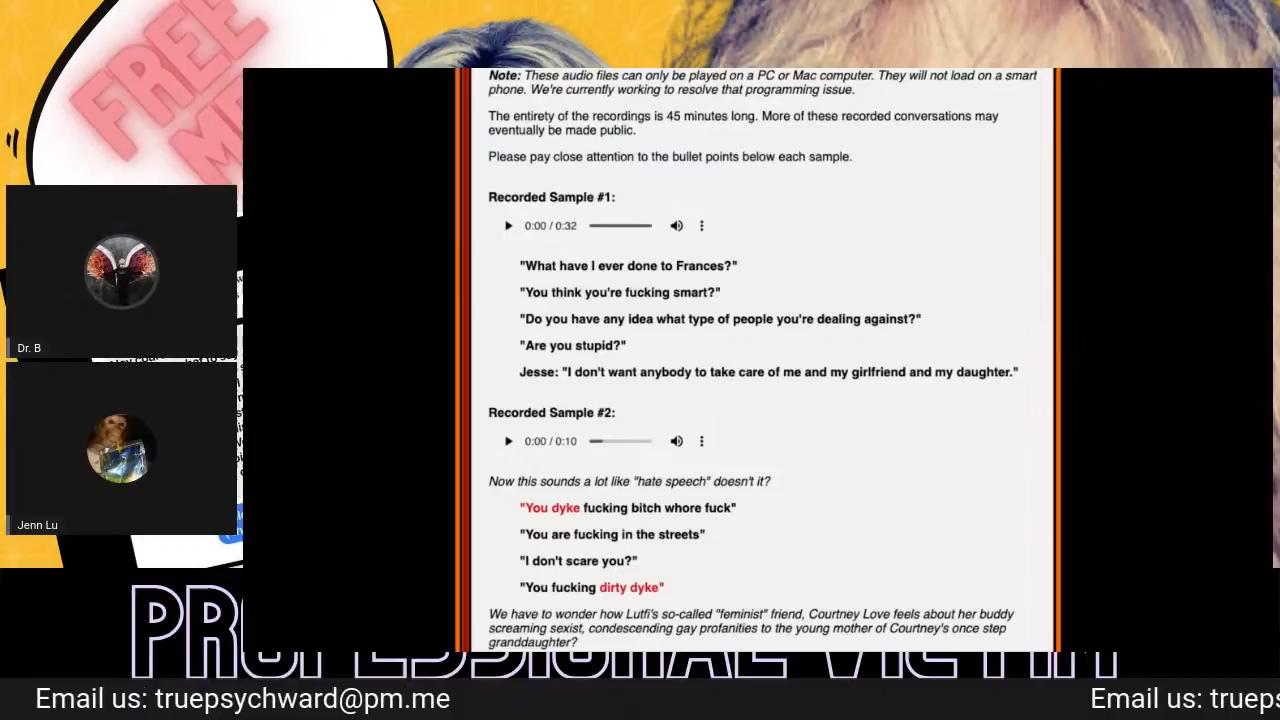 FREE
ME
Note: These audio files can only be played on a PC or Mac computer. They will not load on a smart
phone. We're currently working to resolve that programming issue.
The entirety of the recordings is 45 minutes long. More of these recorded conversations may
eventually be made public.
Please pay close attention to the bullet points below each sample.
Recorded Sample #1:
0:00 / 0:32
"What have I ever done to Frances?"
"You think you're fucking smart?"
"Do you have any idea what type of people you're dealing against?"
"Are you stupid?"
Jesse: "I don't want anybody to take care of me and my girlfriend and my daughter."
Recorded Sample #2:
0:00 / 0:10
Now this sounds a lot like "hate speech" doesn't it?
"You dyke fucking bitch whore fuck"
"You are fucking in the streets"
"I don't scare you?"
"You fucking dirty dyke"
We have to wonder how Lutfi's so-called "feminist" friend, Courtney Love feels about her buddy
screaming sexist, condescending gay profanities to the young mother of Courtney's once step
granddaughter?
Dr. B
Jenn Lu
PROFESSIONAL VICTIM
Email us: truepsychward@pm.me
Email us: trueps